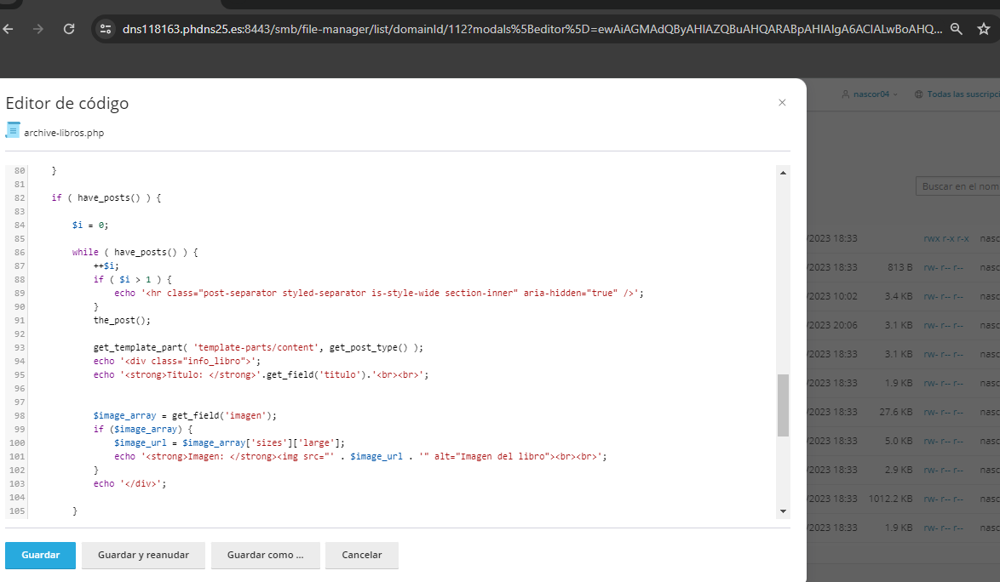 dns118163.phdns25.es:8443/smb/file-manager/list/domainId/112?modals%5Beditor%5D=ewAiAGMAdQByAHIAZQBuAHQARABpAHIAIgA6ACIALwBoAHQ...
Editor de código
nascor04
Todas las suscripci
archive-libros.php
80 }
81
82 if ( have_posts() ) {
83
84 $i = 0;
85
86 while ( have_posts() ) {
87 ++$i;
88 if ( $i > 1 ) {
89 echo '<hr class="post-separator styled-separator is-style-wide section-inner" aria-hidden="true" />';
90 }
91 the_post();
92
93 get_template_part( 'template-parts/content', get_post_type() );
94 echo '<div class="info_libro">';
95 echo '<strong>Titulo: </strong>'.get_field('titulo').'<br><br>';
96
97
98 $image_array = get_field('imagen');
99 if ($image_array) {
100 $image_url = $image_array['sizes']['large'];
101 echo '<strong>Imagen: </strong><img src="' . $image_url . '" alt="Imagen del libro"><br><br>';
102 }
103 echo '</div>';
104
105 }
Buscar en el nom
/2023 18:33 rwx r-x r-x nasc
/2023 18:33 813 B rw- r-- r-- nasc
/2023 10:02 3.4 KB rw- r-- r-- nasc
/2023 20:06 3.1 KB rw- r-- r-- nasc
/2023 18:33 3.1 KB rw- r-- r-- nasc
/2023 18:33 1.9 KB rw- r-- r-- nasc
/2023 18:33 27.6 KB rw- r-- r-- nasc
/2023 18:33 5.0 KB rw- r-- r-- nasc
/2023 18:33 2.9 KB rw- r-- r-- nasc
/2023 18:33 1012.2 KB rw- r-- r-- nasc
/2023 18:33 1.9 KB rw- r-- r-- nasc
Guardar
Guardar y reanudar
Guardar como ...
Cancelar